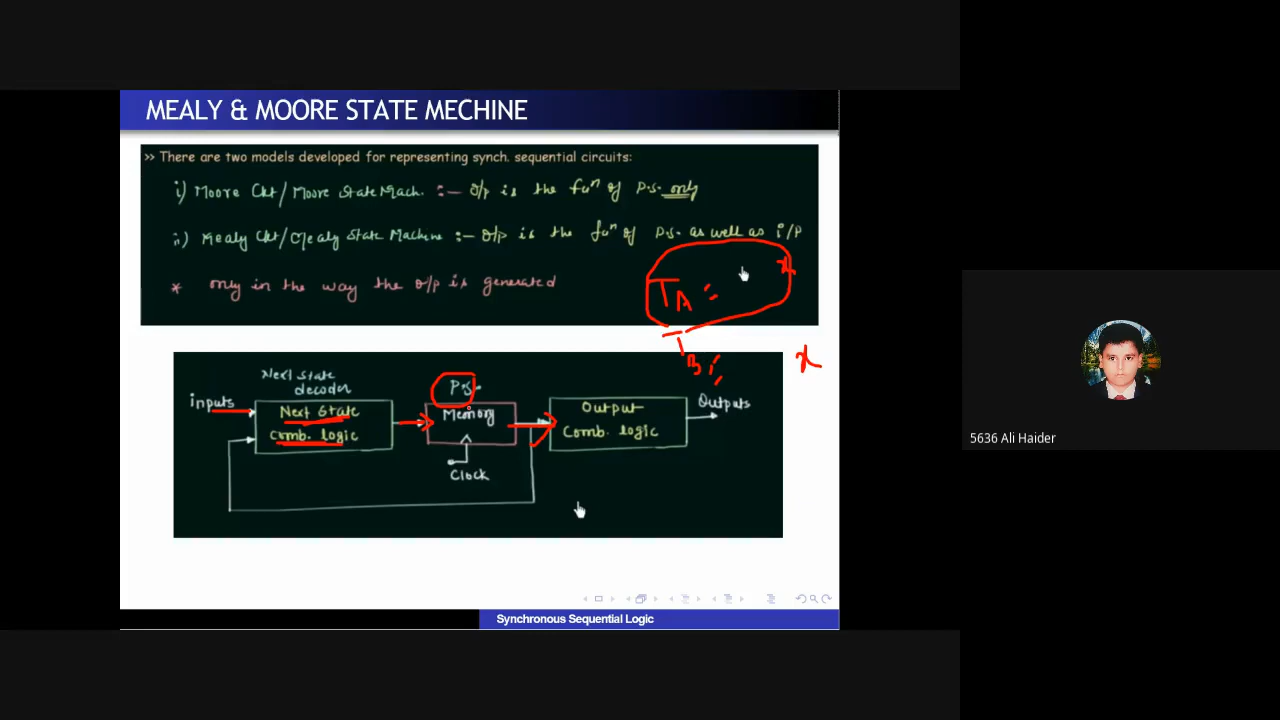 MEALY & MOORE STATE MECHINE
>> There are two models developed for representing synch. sequential circuits:
i) Moore Ckt/Moore State Mach. :- O/p is the funⁿ of P.S. only
ii) Mealy Ckt/Mealy State Machine :- O/p is the funⁿ of P.S. as well as i/p
* only in the way the O/p is generated
x
TA =
TB =
x
Next state
decoder
inputs
Next State
Comb. logic
P.S.
Memory
Clock
Output
Comb. logic
Outputs
5636 Ali Haider
Synchronous Sequential Logic